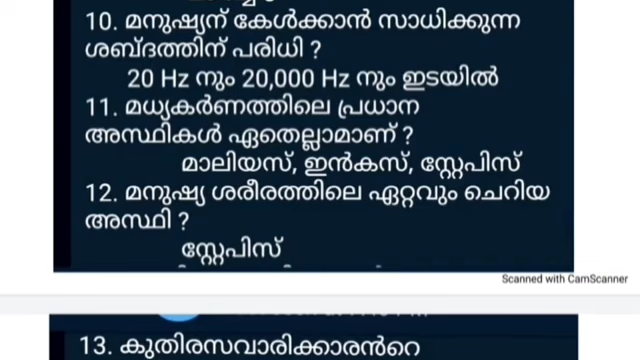 10. മനുഷ്യന് കേൾക്കാൻ സാധിക്കുന്ന
ശബ്ദത്തിന് പരിധി ?
20 Hz നും 20,000 Hz നും ഇടയിൽ
11. മധ്യകർണത്തിലെ പ്രധാന
അസ്ഥികൾ ഏതെല്ലാമാണ് ?
മാലിയസ്, ഇൻകസ്, സ്റ്റേപിസ്
12. മനുഷ്യ ശരീരത്തിലെ ഏറ്റവും ചെറിയ
അസ്ഥി ?
സ്റ്റേപിസ്
Scanned with CamScanner
13. കുതിരസവാരിക്കാരൻറെ